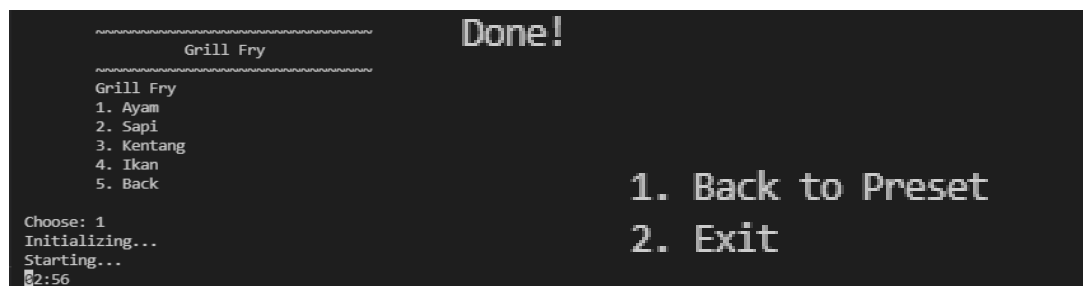 ~~~~~~~~~~~~~~~~~~~~~~~~~~~~~~~
Grill Fry
~~~~~~~~~~~~~~~~~~~~~~~~~~~~~~~
Grill Fry
1. Ayam
2. Sapi
3. Kentang
4. Ikan
5. Back
Choose: 1
Initializing...
Starting...
02:56
Done!
1. Back to Preset
2. Exit